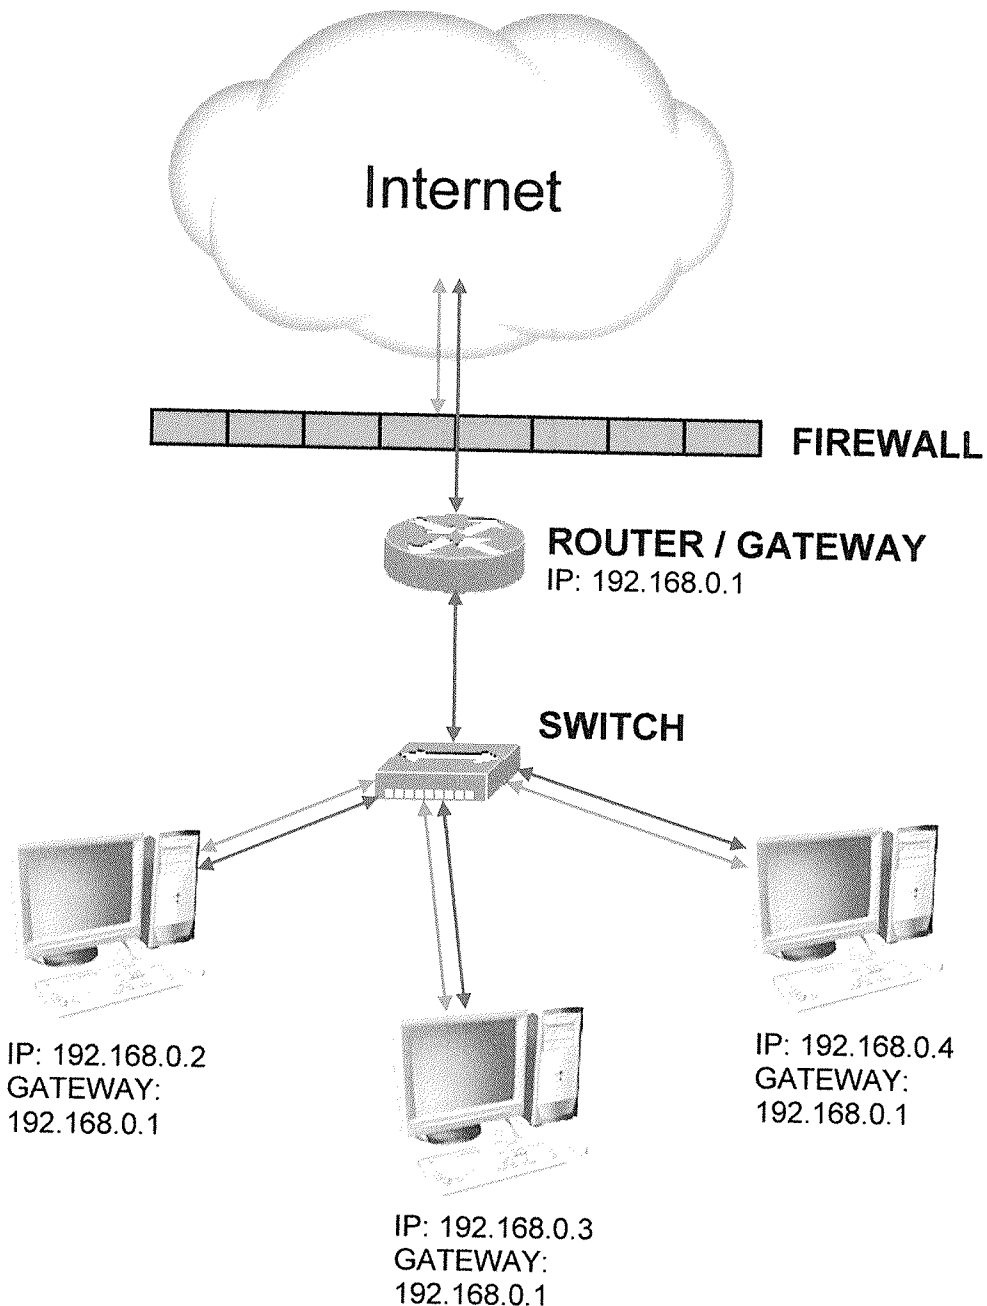 Internet
FIREWALL
ROUTER / GATEWAY
IP: 192.168.0.1
SWITCH
IP: 192.168.0.2
GATEWAY:
192.168.0.1
IP: 192.168.0.3
GATEWAY:
192.168.0.1
IP: 192.168.0.4
GATEWAY:
192.168.0.1